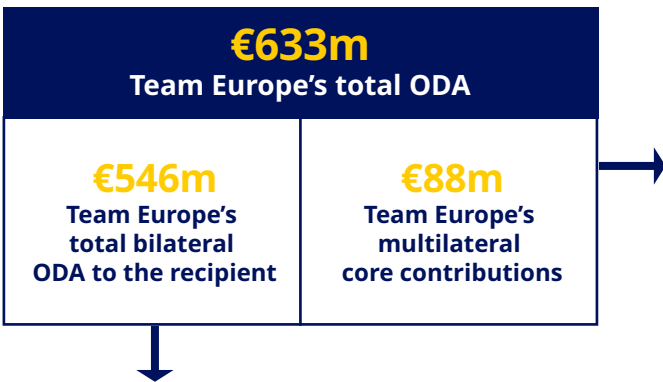 €633m
Team Europe’s total ODA
€546m
Team Europe’s
total bilateral
ODA to the recipient
€88m
Team Europe’s
multilateral
core contributions